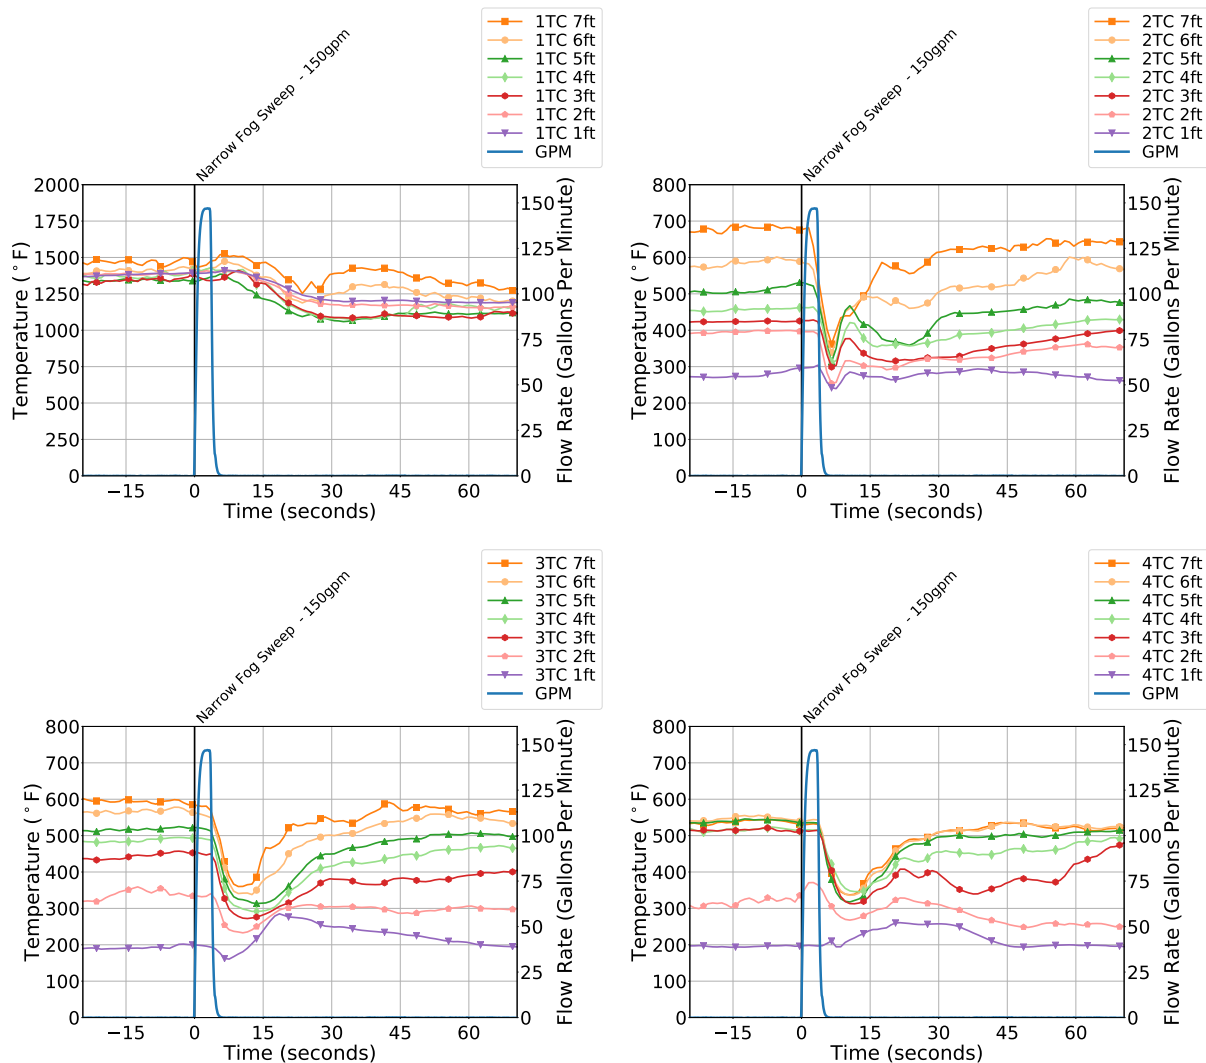 1TC 7ft
1TC 6ft
1TC 5ft
1TC 4ft
1TC 3ft
1TC 2ft
1TC 1ft
GPM
Narrow Fog Sweep - 150gpm
2000
1750
1500
1250
1000
750
500
250
0
Temperature (°F)
150
125
100
75
50
25
0
Flow Rate (Gallons Per Minute)
−15 0 15 30 45 60
Time (seconds)
2TC 7ft
2TC 6ft
2TC 5ft
2TC 4ft
2TC 3ft
2TC 2ft
2TC 1ft
GPM
Narrow Fog Sweep - 150gpm
800
700
600
500
400
300
200
100
0
Temperature (°F)
150
125
100
75
50
25
0
Flow Rate (Gallons Per Minute)
−15 0 15 30 45 60
Time (seconds)
3TC 7ft
3TC 6ft
3TC 5ft
3TC 4ft
3TC 3ft
3TC 2ft
3TC 1ft
GPM
Narrow Fog Sweep - 150gpm
800
700
600
500
400
300
200
100
0
Temperature (°F)
150
125
100
75
50
25
0
Flow Rate (Gallons Per Minute)
−15 0 15 30 45 60
Time (seconds)
4TC 7ft
4TC 6ft
4TC 5ft
4TC 4ft
4TC 3ft
4TC 2ft
4TC 1ft
GPM
Narrow Fog Sweep - 150gpm
800
700
600
500
400
300
200
100
0
Temperature (°F)
150
125
100
75
50
25
0
Flow Rate (Gallons Per Minute)
−15 0 15 30 45 60
Time (seconds)